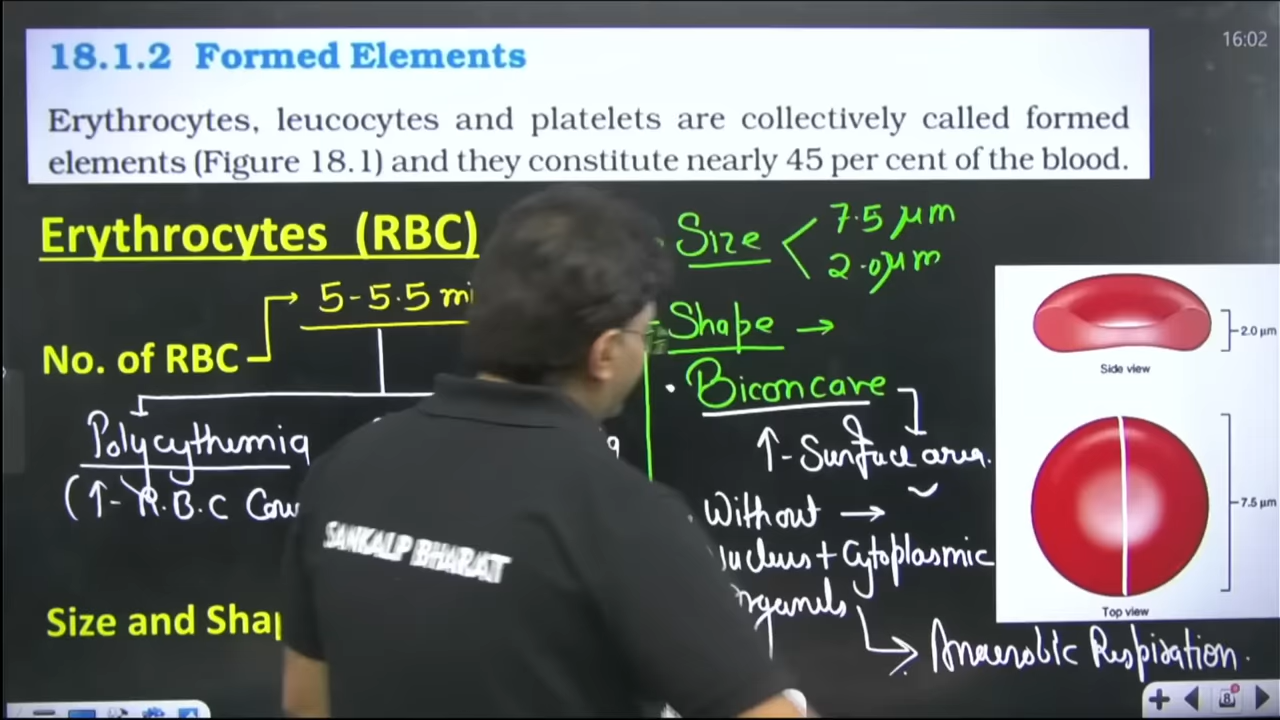 16:02
18.1.2 Formed Elements
Erythrocytes, leucocytes and platelets are collectively called formed
elements (Figure 18.1) and they constitute nearly 45 per cent of the blood.
Erythrocytes (RBC)
5-5.5
No. of RBC
Polycythemia
(↑- R.B.C
Size and
SANKALP BHARAT
Size
7.5 μm
2.0μm
Shape →
• Biconcave
↑- Surface area.
Without →
+ Cytoplasmic
Anaerobic Respiration.
2.0 μm
Side view
7.5 μm
Top view
8